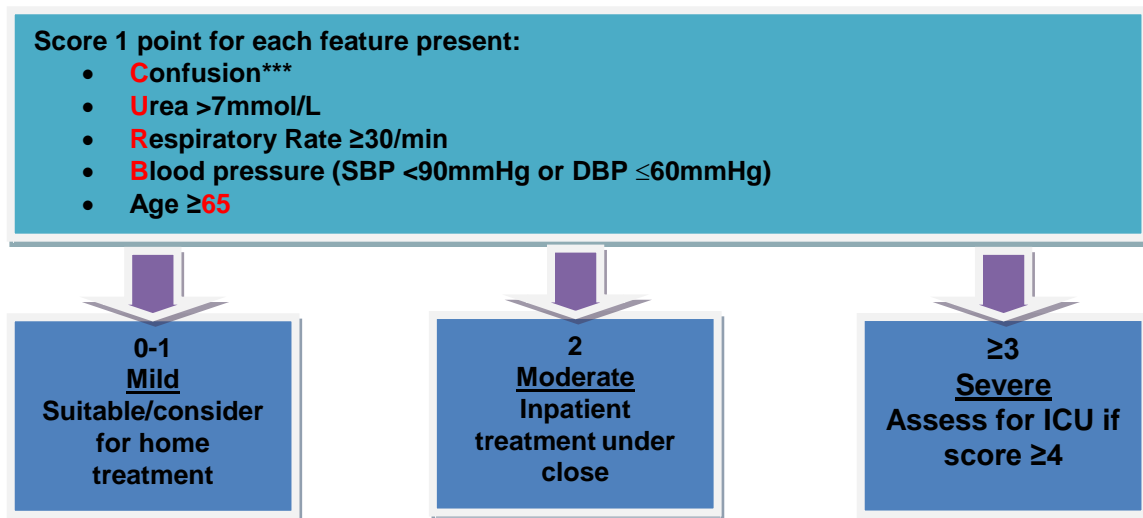 Score 1 point for each feature present:
• Confusion***
• Urea >7mmol/L
• Respiratory Rate ≥30/min
• Blood pressure (SBP <90mmHg or DBP ≤60mmHg)
• Age ≥65
0-1
Mild
Suitable/consider
for home
treatment
2
Moderate
Inpatient
treatment under
close
≥3
Severe
Assess for ICU if
score ≥4